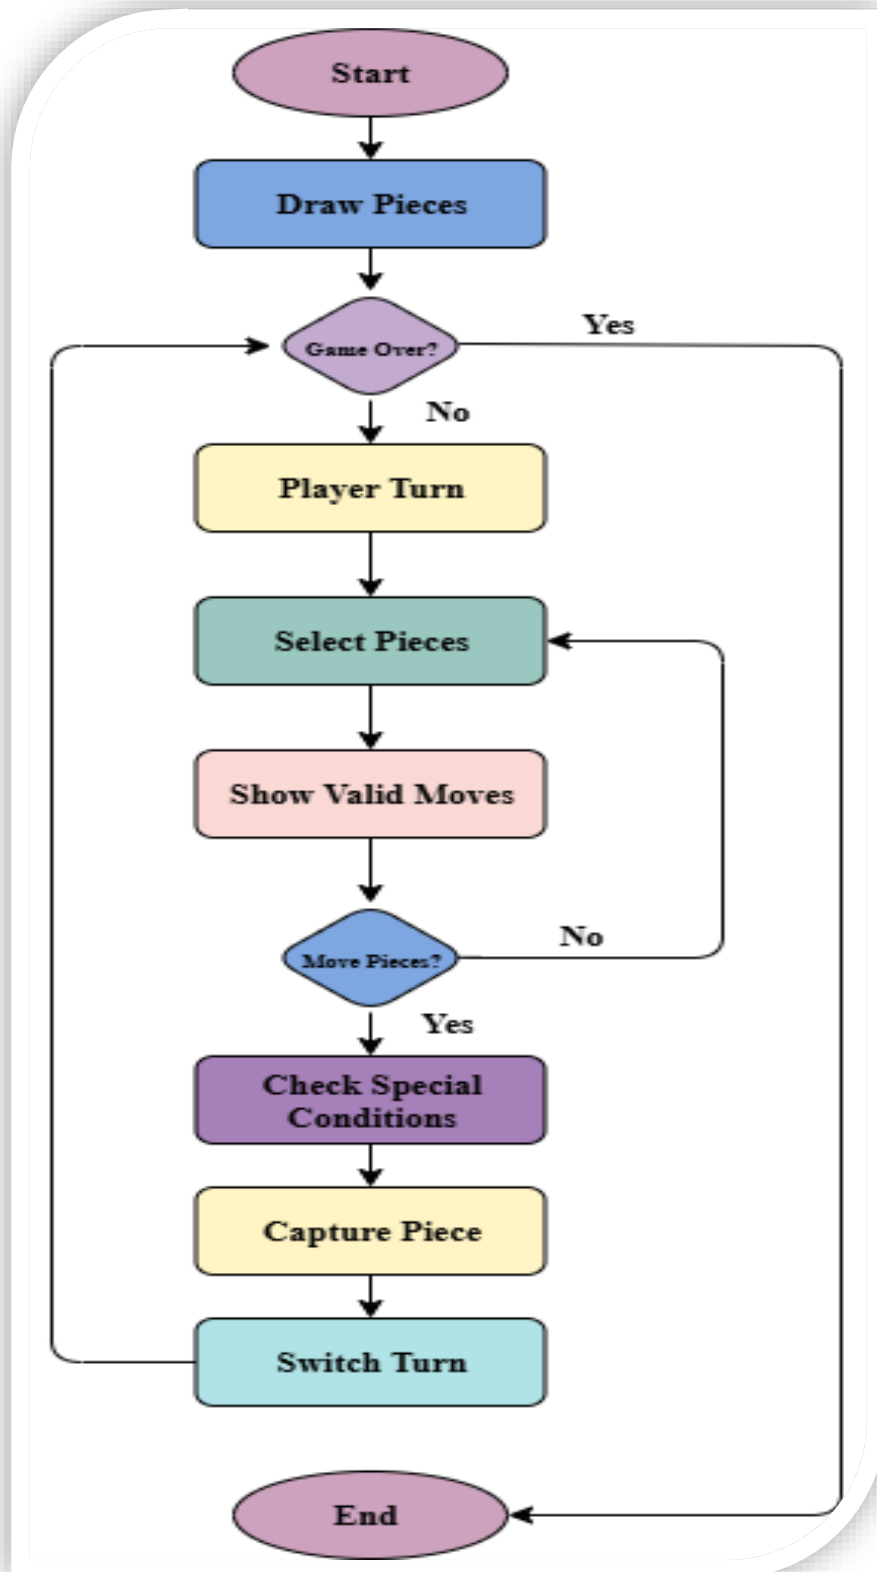 Start
Draw Pieces
Game Over?
Yes
No
Player Turn
Select Pieces
Show Valid Moves
Move Pieces?
No
Yes
Check Special
Conditions
Capture Piece
Switch Turn
End